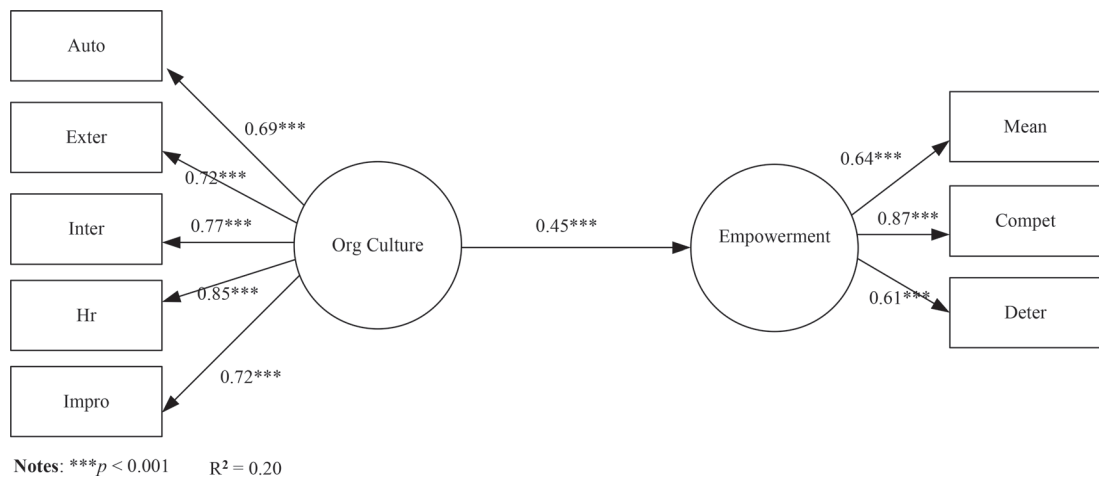 Auto
0.69***
Exter
0.72***
Inter
0.77***
Hr
0.85***
Impro
0.72***
Org Culture
0.45***
Empowerment
0.64***
Mean
0.87***
Compet
0.61***
Deter
Notes: ***p < 0.001 R² = 0.20